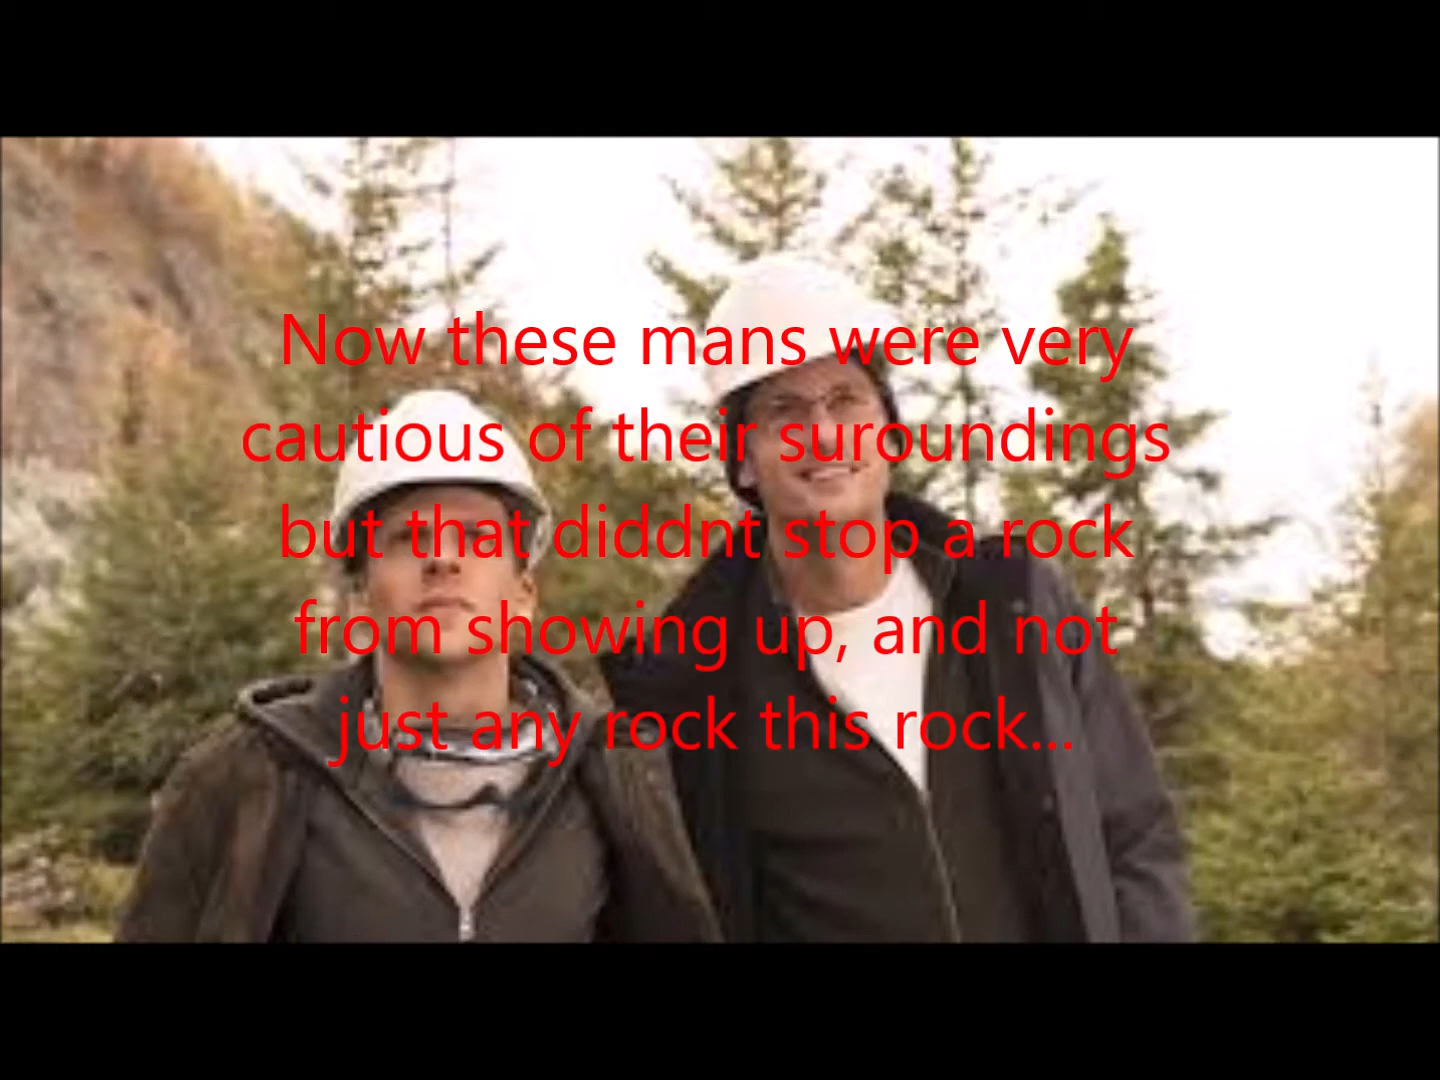 Now these mans were very
cautious of their suroundings
but that diddnt stop a rock
from showing up, and not
just any rock this rock...